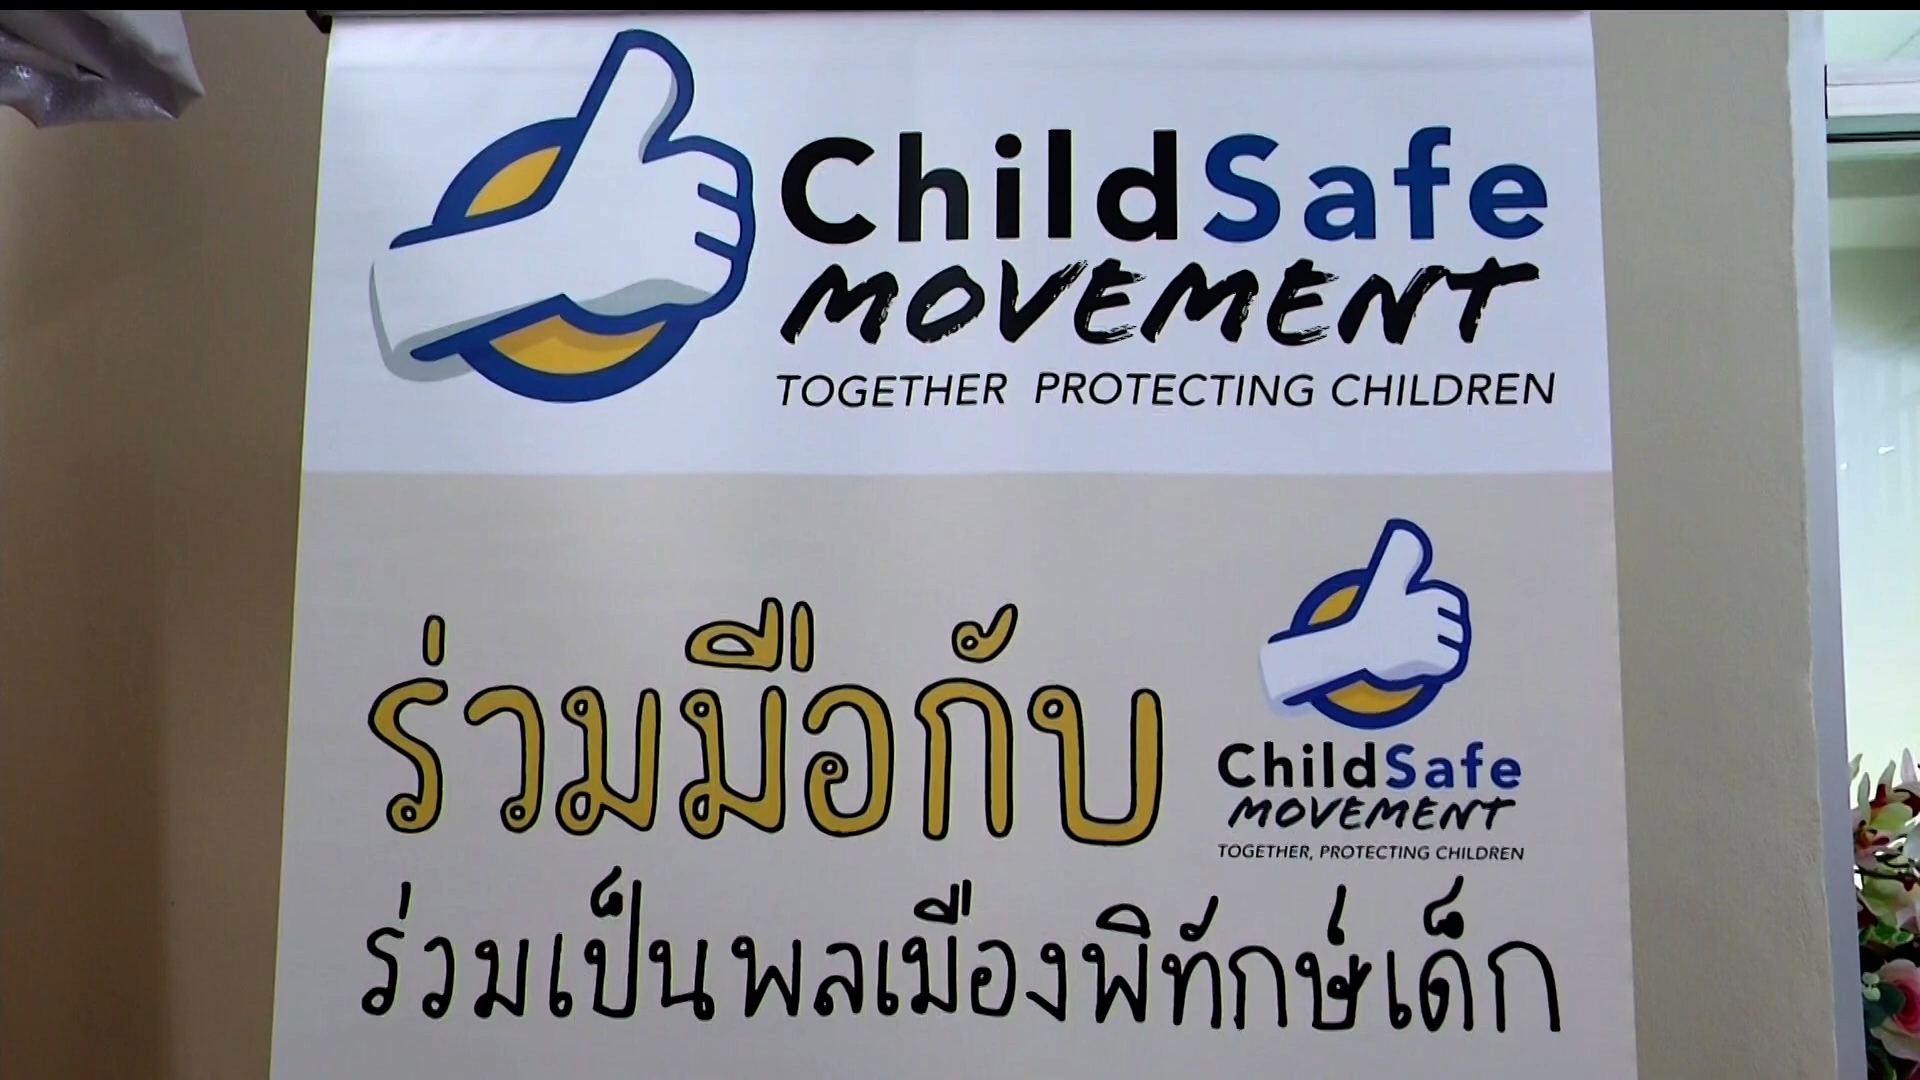 ChildSafe
MOVEMENT
TOGETHER PROTECTING CHILDREN
ร่วมมือกับ
ChildSafe
MOVEMENT
TOGETHER, PROTECTING CHILDREN
ร่วมเป็นพลเมืองพิทักษ์เด็ก